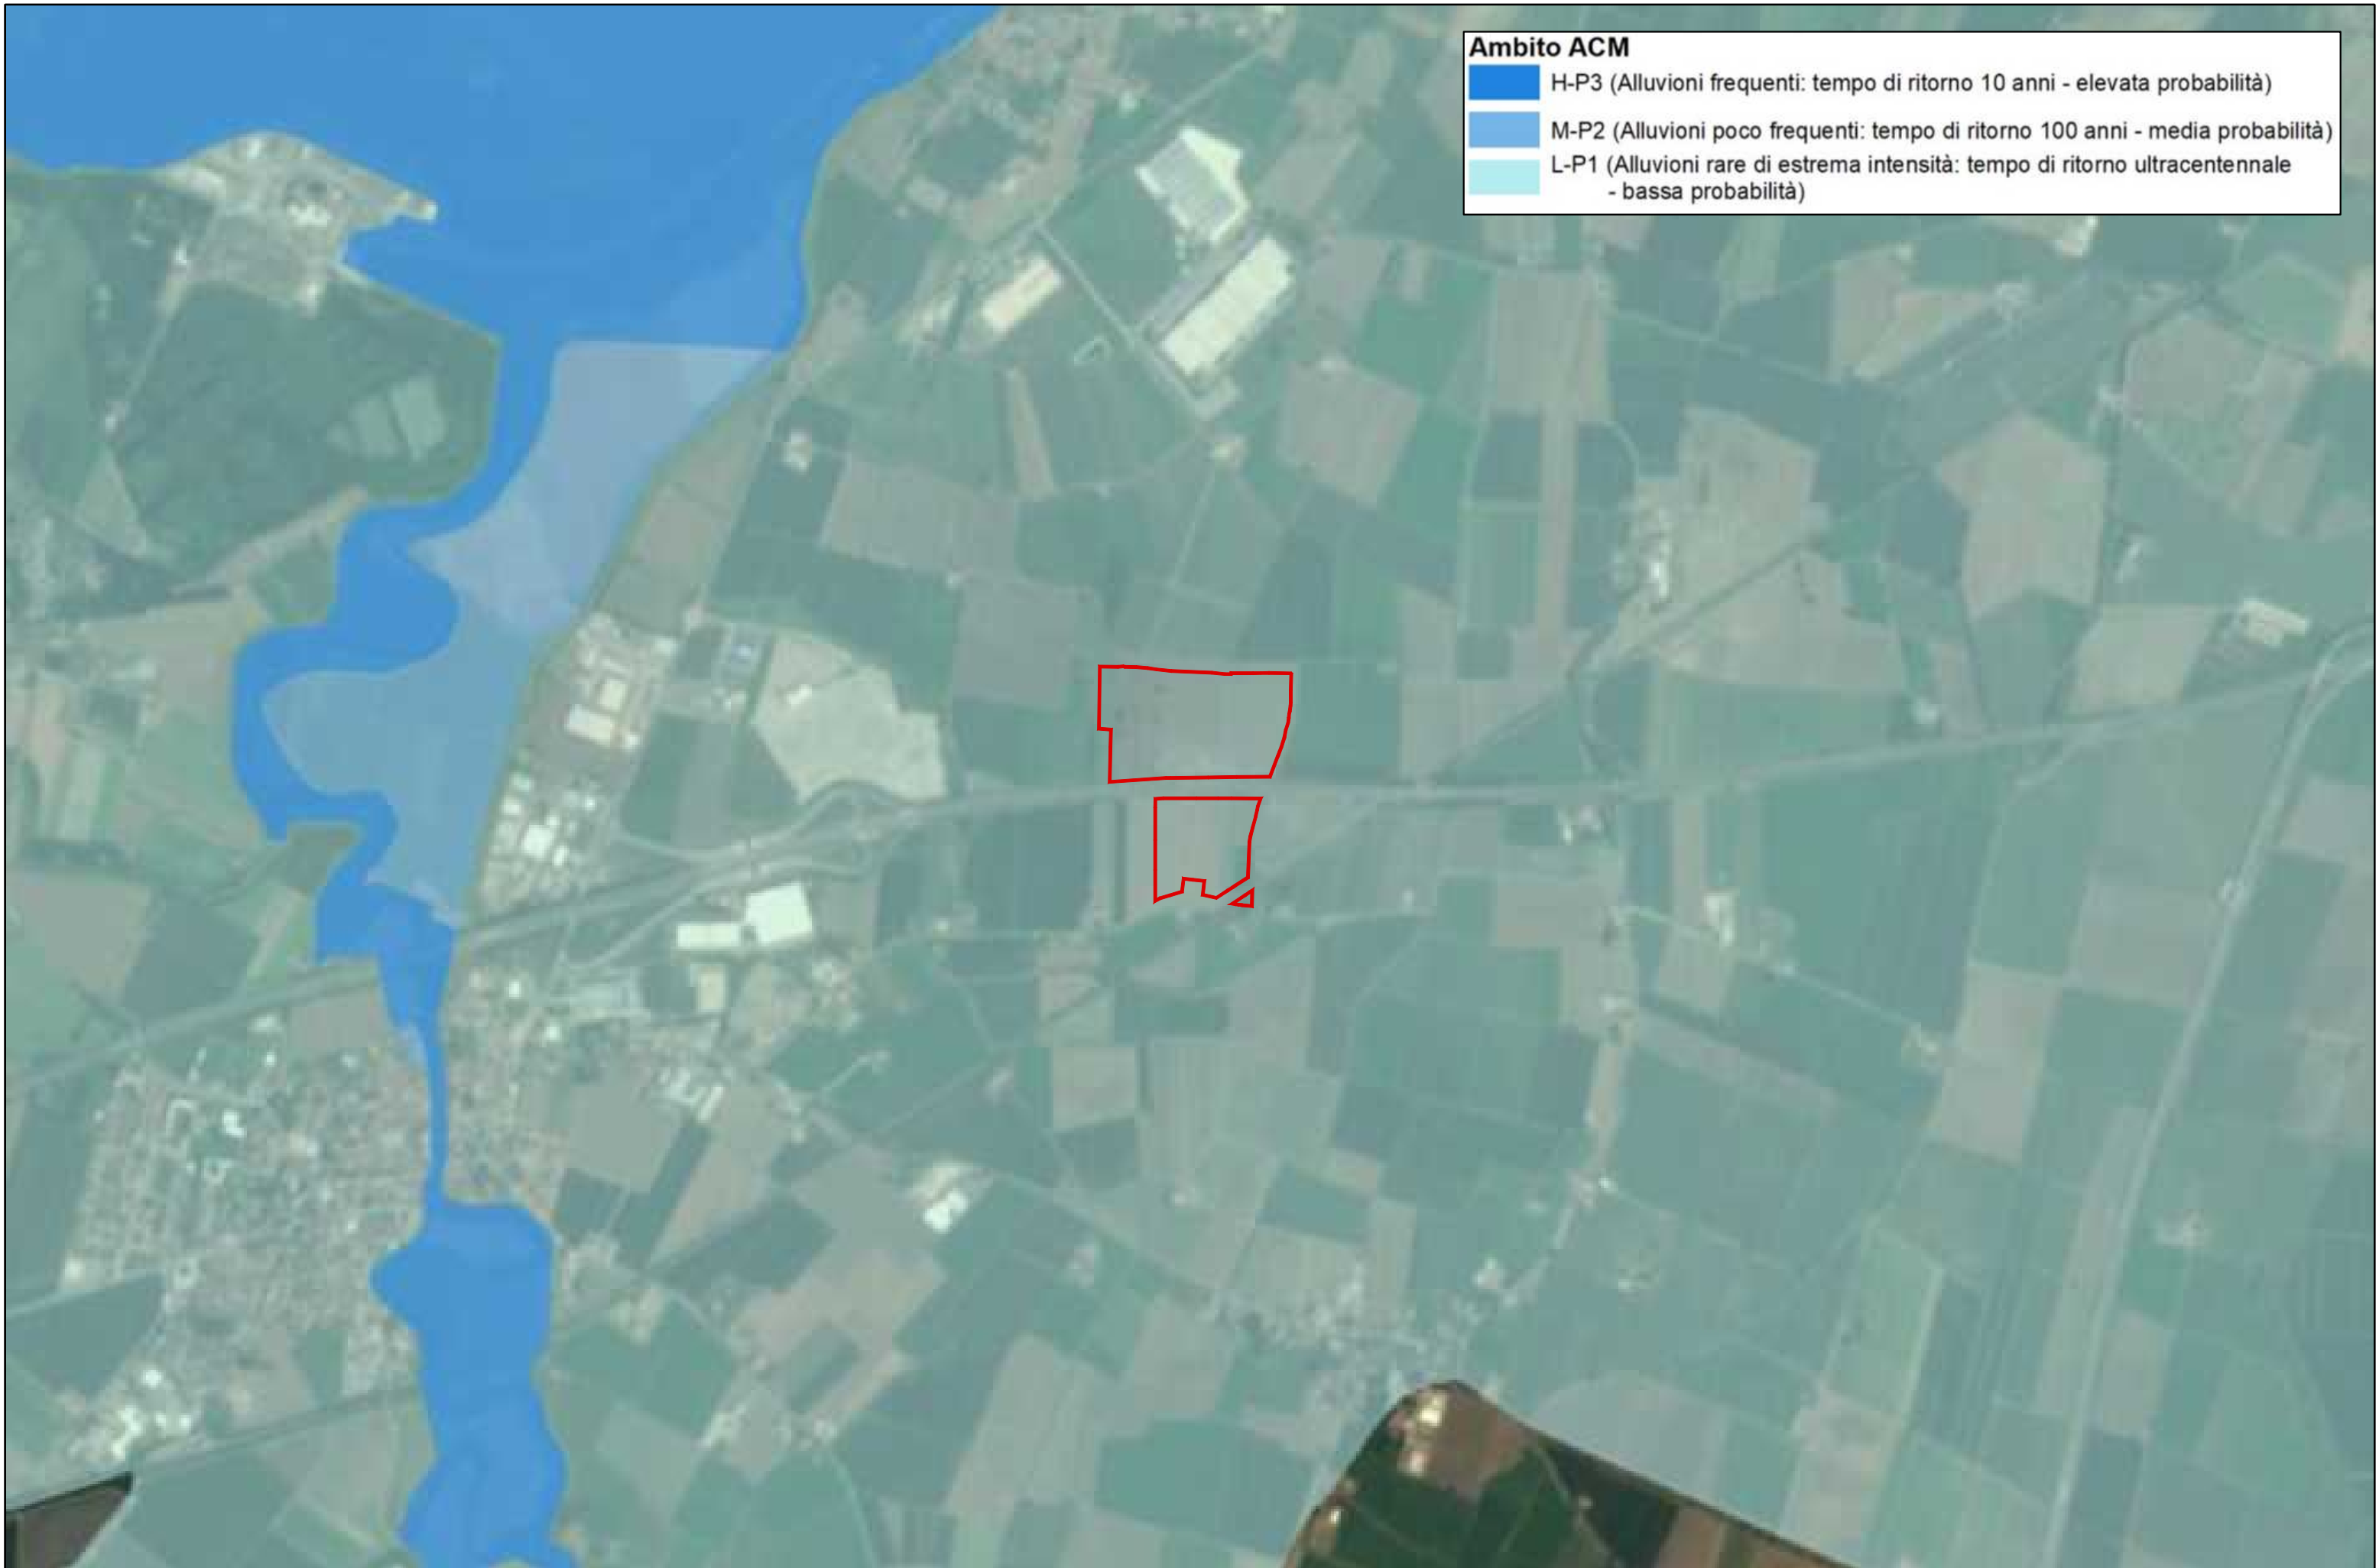 Ambito ACM
H-P3 (Alluvioni frequenti: tempo di ritorno 10 anni - elevata probabilità)
M-P2 (Alluvioni poco frequenti: tempo di ritorno 100 anni - media probabilità)
L-P1 (Alluvioni rare di estrema intensità: tempo di ritorno ultracentennale
- bassa probabilità)